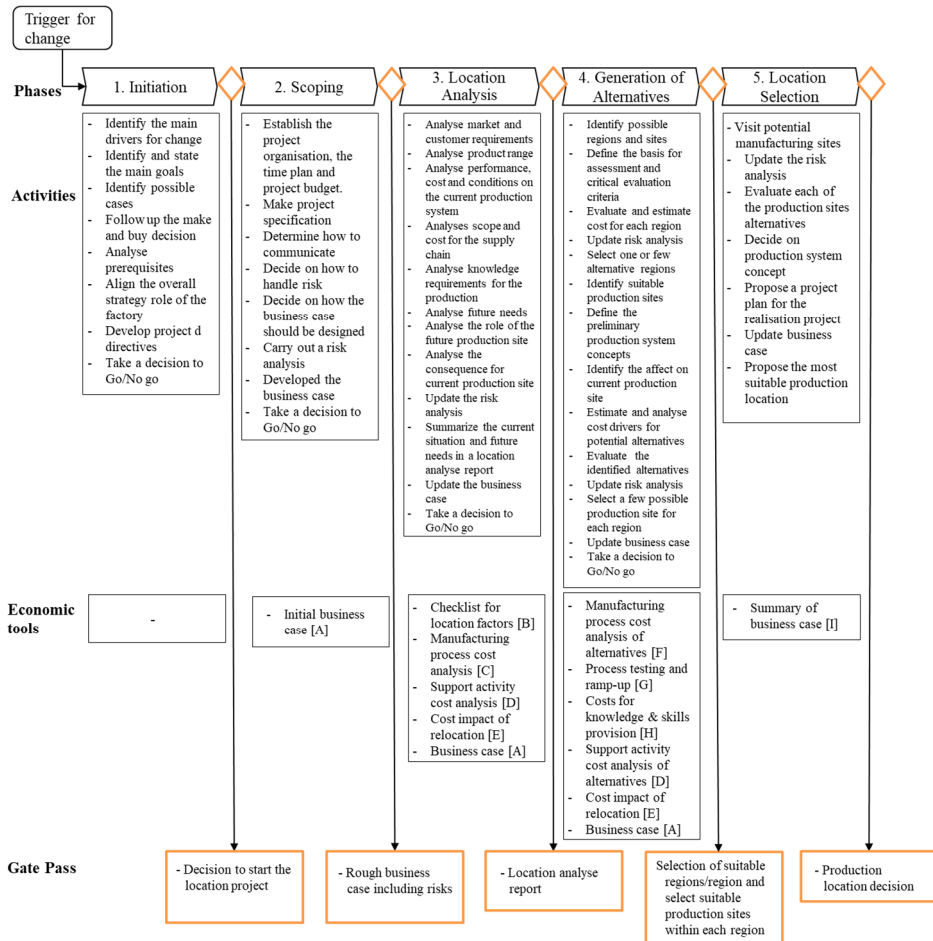 Trigger for
change
Phases
1. Initiation
2. Scoping
3. Location
Analysis
4. Generation of
Alternatives
5. Location
Selection
Activities
- Identify the main
drivers for change
- Identify and state
the main goals
- Identify possible
cases
- Follow up the make
and buy decision
- Analyse
prerequisites
- Align the overall
strategy role of the
factory
- Develop project d
directives
- Take a decision to
Go/No go
- Establish the
project
organisation, the
time plan and
project budget.
- Make project
specification
- Determine how to
communicate
- Decide on how to
handle risk
- Decide on how the
business case
should be designed
- Carry out a risk
analysis
- Developed the
business case
- Take a decision to
Go/No go
- Analyse market and
customer requirements
- Analyse product range
- Analyse performance,
cost and conditions on
the current production
system
- Analyses scope and
cost for the supply
chain
- Analyse knowledge
requirements for the
production
- Analyse future needs
- Analyse the role of the
future production site
- Analyse the
consequence for
current production site
- Update the risk
analysis
- Summarize the current
situation and future
needs in a location
analyse report
- Update the business
case
- Take a decision to
Go/No go
- Identify possible
regions and sites
- Define the basis for
assessment and
critical evaluation
criteria
- Evaluate and estimate
cost for each region
- Update risk analysis
- Select one or few
alternative regions
- Identify suitable
production sites
- Define the
preliminary
production system
concepts
- Identify the affect on
current production
site
- Estimate and analyse
cost drivers for
potential alternatives
- Evaluate the
identified alternatives
- Update risk analysis
- Select a few possible
production site for
each region
- Update business case
- Take a decision to
Go/No go
- Visit potential
manufacturing sites
- Update the risk
analysis
- Evaluate each of
the production sites
alternatives
- Decide on
production system
concept
- Propose a project
plan for the
realisation project
- Update business
case
- Propose the most
suitable production
location
Economic
tools
-
- Initial business
case [A]
- Checklist for
location factors [B]
- Manufacturing
process cost
analysis [C]
- Support activity
cost analysis [D]
- Cost impact of
relocation [E]
- Business case [A]
- Manufacturing
process cost
analysis of
alternatives [F]
- Process testing and
ramp-up [G]
- Costs for
knowledge & skills
provision [H]
- Support activity
cost analysis of
alternatives [D]
- Cost impact of
relocation [E]
- Business case [A]
- Summary of
business case [I]
Gate Pass
- Decision to start the
location project
- Rough business
case including risks
- Location analyse
report
Selection of suitable
regions/region and
select suitable
production sites
within each region
- Production
location decision